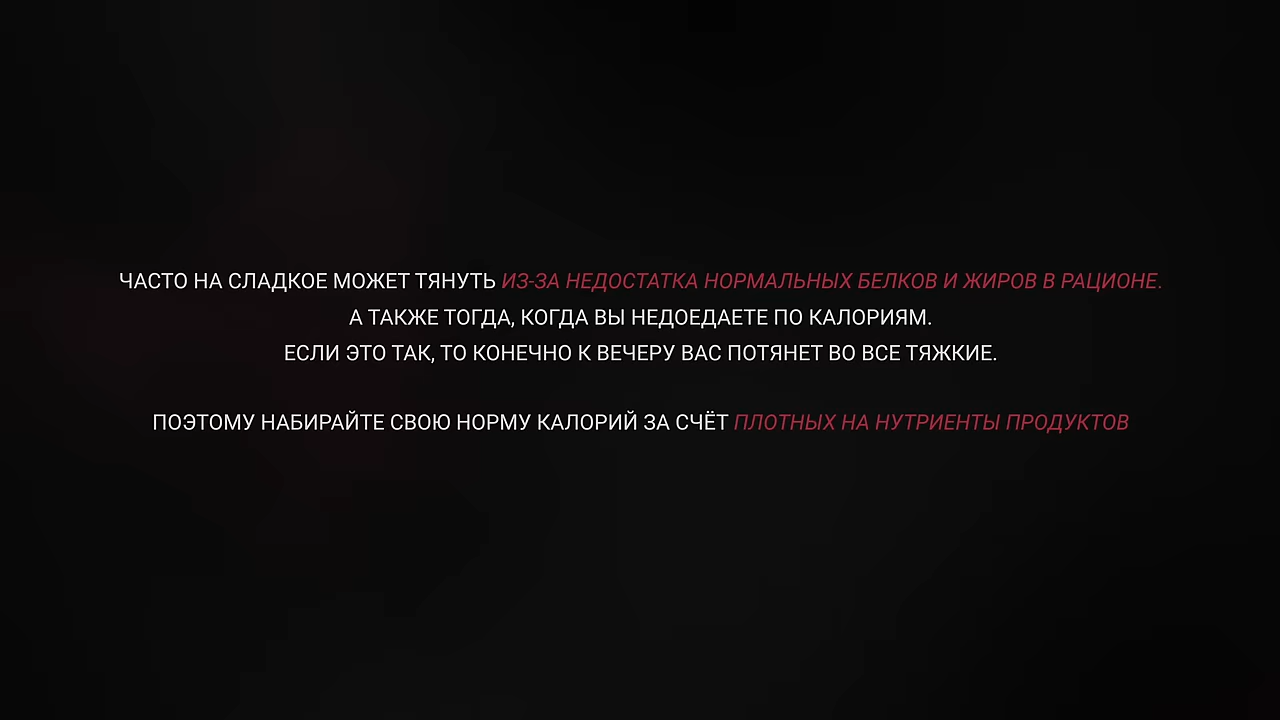 ЧАСТО НА СЛАДКОЕ МОЖЕТ ТЯНУТЬ ИЗ-ЗА НЕДОСТАТКА НОРМАЛЬНЫХ БЕЛКОВ И ЖИРОВ В РАЦИОНЕ.
А ТАКЖЕ ТОГДА, КОГДА ВЫ НЕДОЕДАЕТЕ ПО КАЛОРИЯМ.
ЕСЛИ ЭТО ТАК, ТО КОНЕЧНО К ВЕЧЕРУ ВАС ПОТЯНЕТ ВО ВСЕ ТЯЖКИЕ.
ПОЭТОМУ НАБИРАЙТЕ СВОЮ НОРМУ КАЛОРИЙ ЗА СЧЁТ ПЛОТНЫХ НА НУТРИЕНТЫ ПРОДУКТОВ